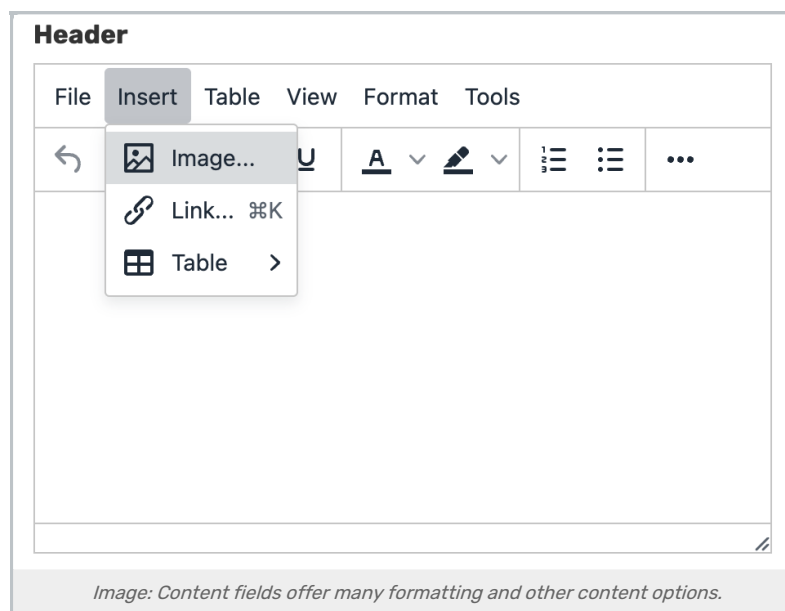 Header
File Insert Table View Format Tools
Image... U A
Link... ⌘K
Table
Image: Content fields offer many formatting and other content options.